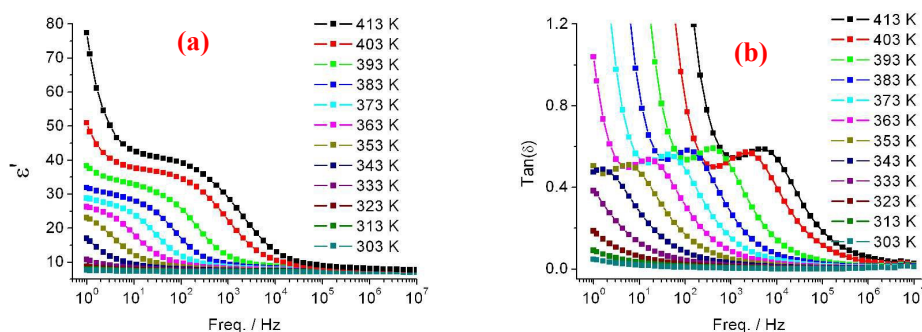 (a)
80
70
60
50
40
30
20
10
ε'
10⁰ 10¹ 10² 10³ 10⁴ 10⁵ 10⁶ 10⁷
Freq. / Hz
413 K
403 K
393 K
383 K
373 K
363 K
353 K
343 K
333 K
323 K
313 K
303 K
(b)
1.2
0.8
0.4
0.0
Tan(δ)
10⁰ 10¹ 10² 10³ 10⁴ 10⁵ 10⁶ 10⁷
Freq. / Hz
413 K
403 K
393 K
383 K
373 K
363 K
353 K
343 K
333 K
323 K
313 K
303 K